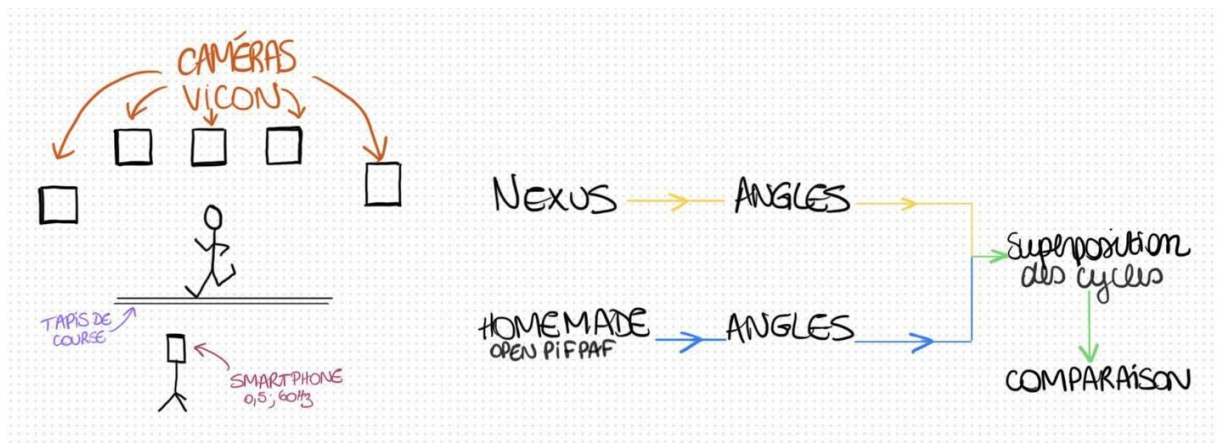 CAMÉRAS
VICON
TAPIS DE
COURSE
SMARTPHONE
0,5 ; 60Hz
NEXUS
ANGLES
HOMEMADE
OPEN PiFPAF
ANGLES
Superposition
des cycles
COMPARAISON